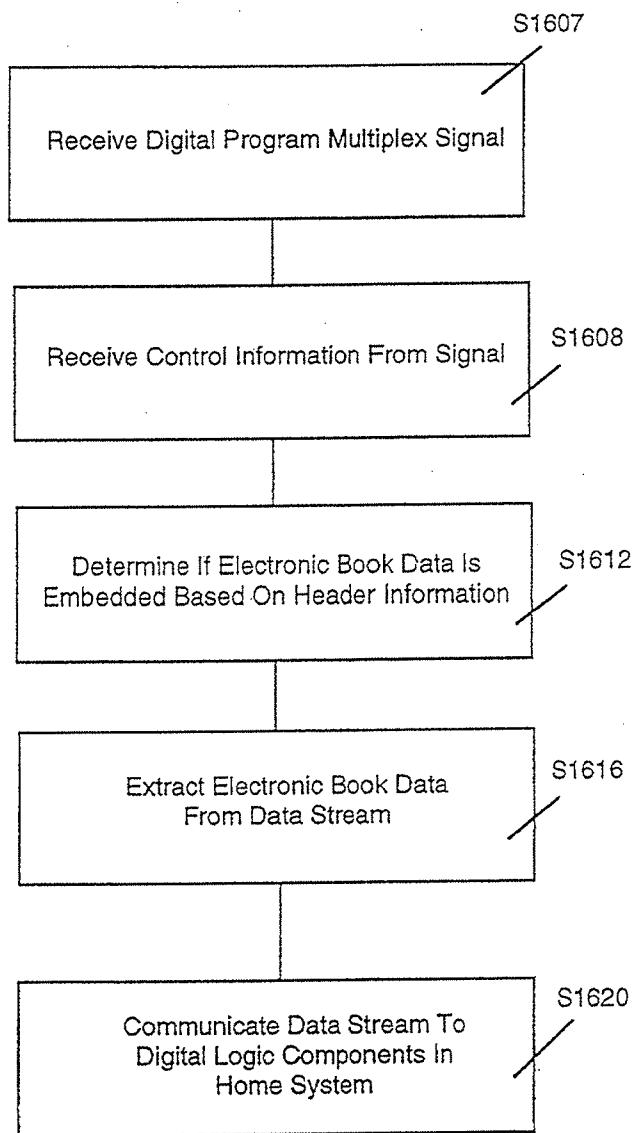 S1607
Receive Digital Program Multiplex Signal
Receive Control Information From Signal
S1608
Determine If Electronic Book Data Is
Embedded Based On Header Information
S1612
Extract Electronic Book Data
From Data Stream
S1616
Communicate Data Stream To
Digital Logic Components In
Home System
S1620